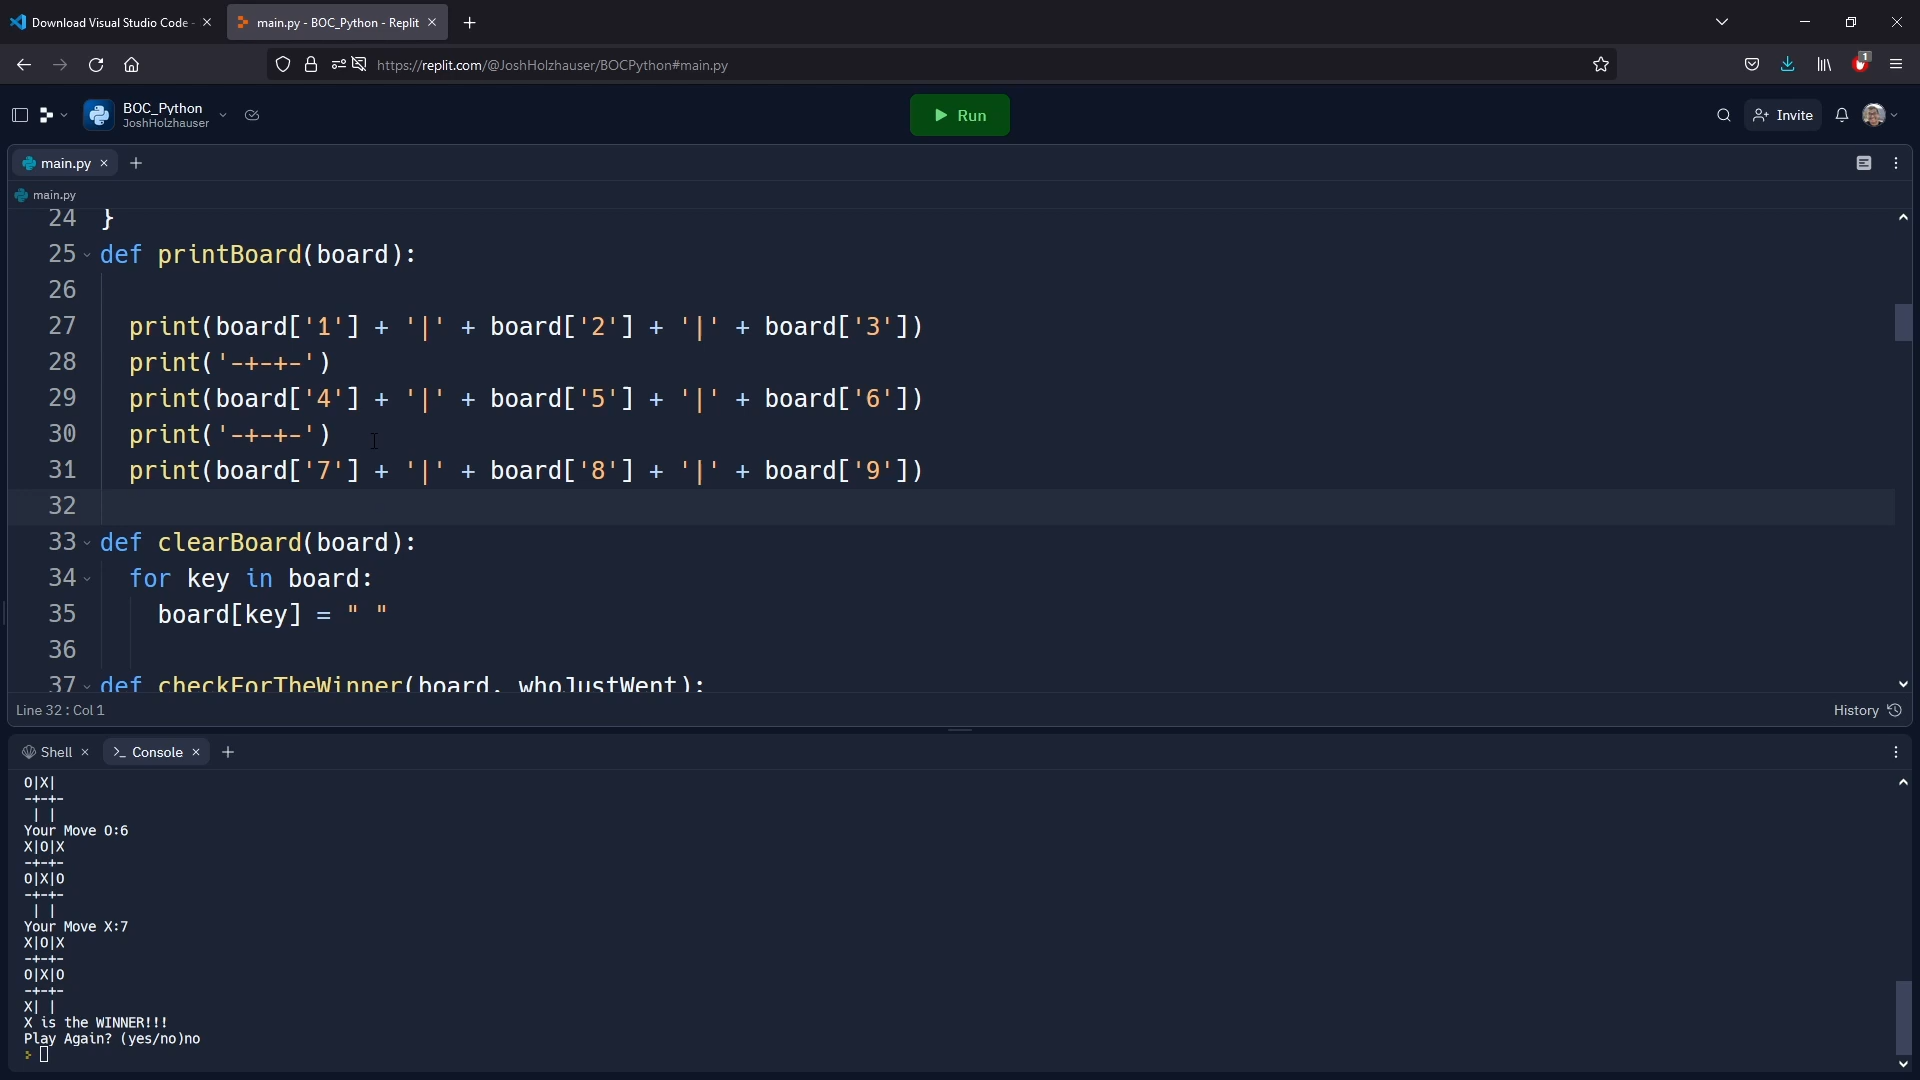 Download Visual Studio Code -
main.py - BOC_Python - Replit
https://replit.com/@JoshHolzhauser/BOCPython#main.py
1
BOC_Python
JoshHolzhauser
Run
Invite
main.py
main.py
24 }
25 def printBoard(board):
26
27 print(board['1'] + '|' + board['2'] + '|' + board['3'])
28 print('-+-+-')
29 print(board['4'] + '|' + board['5'] + '|' + board['6'])
30 print('-+-+-')
31 print(board['7'] + '|' + board['8'] + '|' + board['9'])
32
33 def clearBoard(board):
34 for key in board:
35 board[key] = " "
36
37 def checkForTheWinner(board, whoJustWent):
Line 32 : Col 1
History
Shell
>_ Console
O|X|
-+-+-
 | |
Your Move O:6
X|O|X
-+-+-
O|X|O
-+-+-
 | |
Your Move X:7
X|O|X
-+-+-
O|X|O
-+-+-
X| |
X is the WINNER!!!
Play Again? (yes/no)no